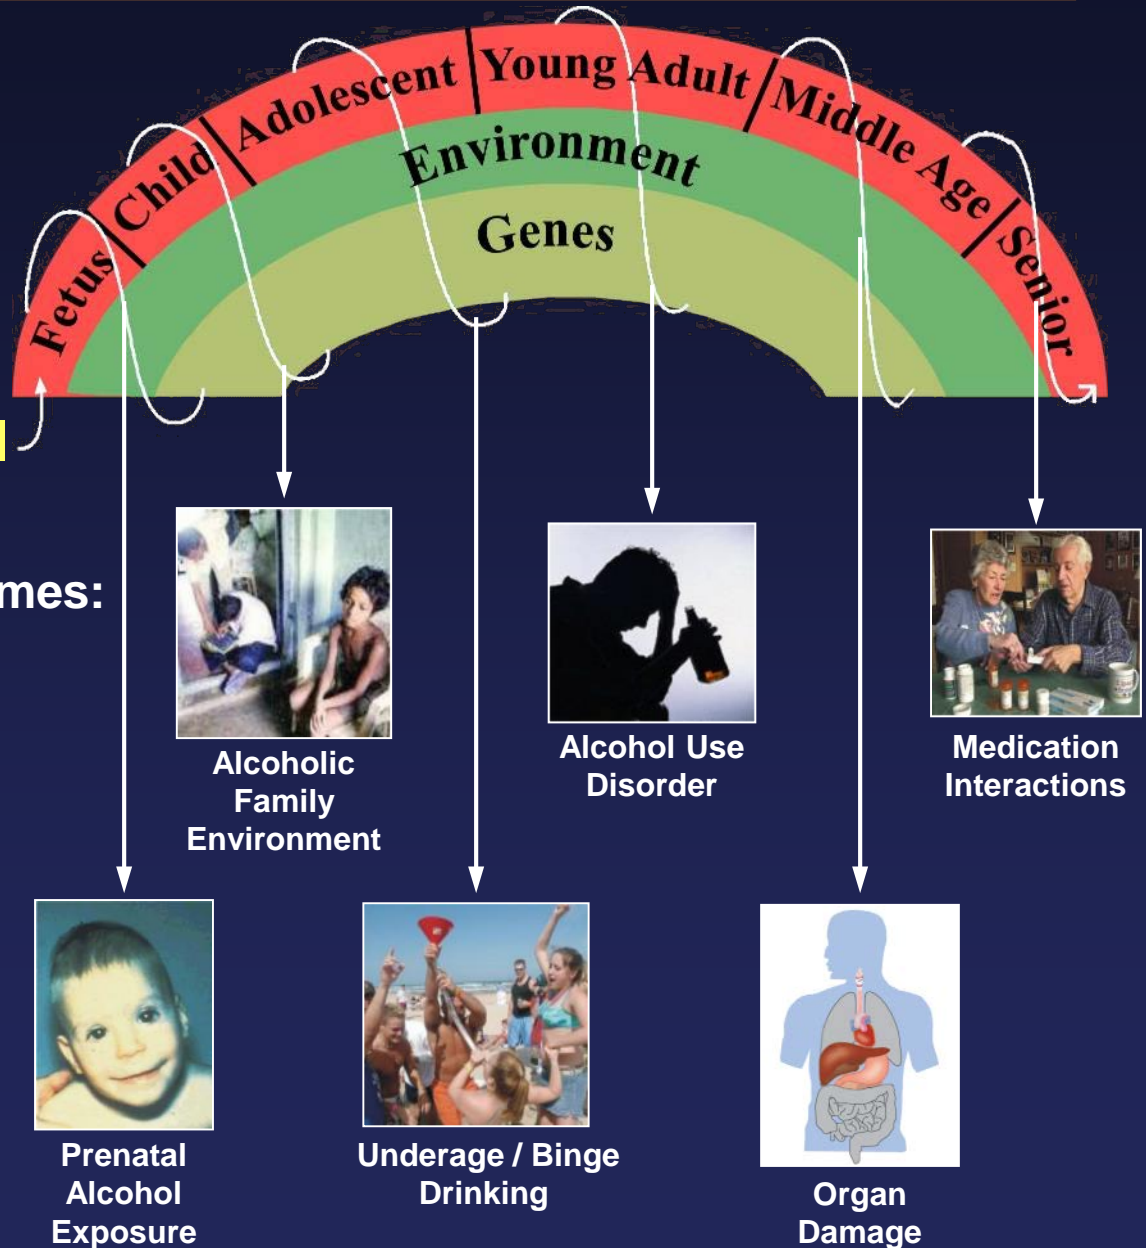 Fetus
Child
Adolescent
Young Adult
Middle Age
Senior
Environment
Genes
mes:
Alcoholic
Family
Environment
Alcohol Use
Disorder
Medication
Interactions
Prenatal
Alcohol
Exposure
Underage / Binge
Drinking
Organ
Damage